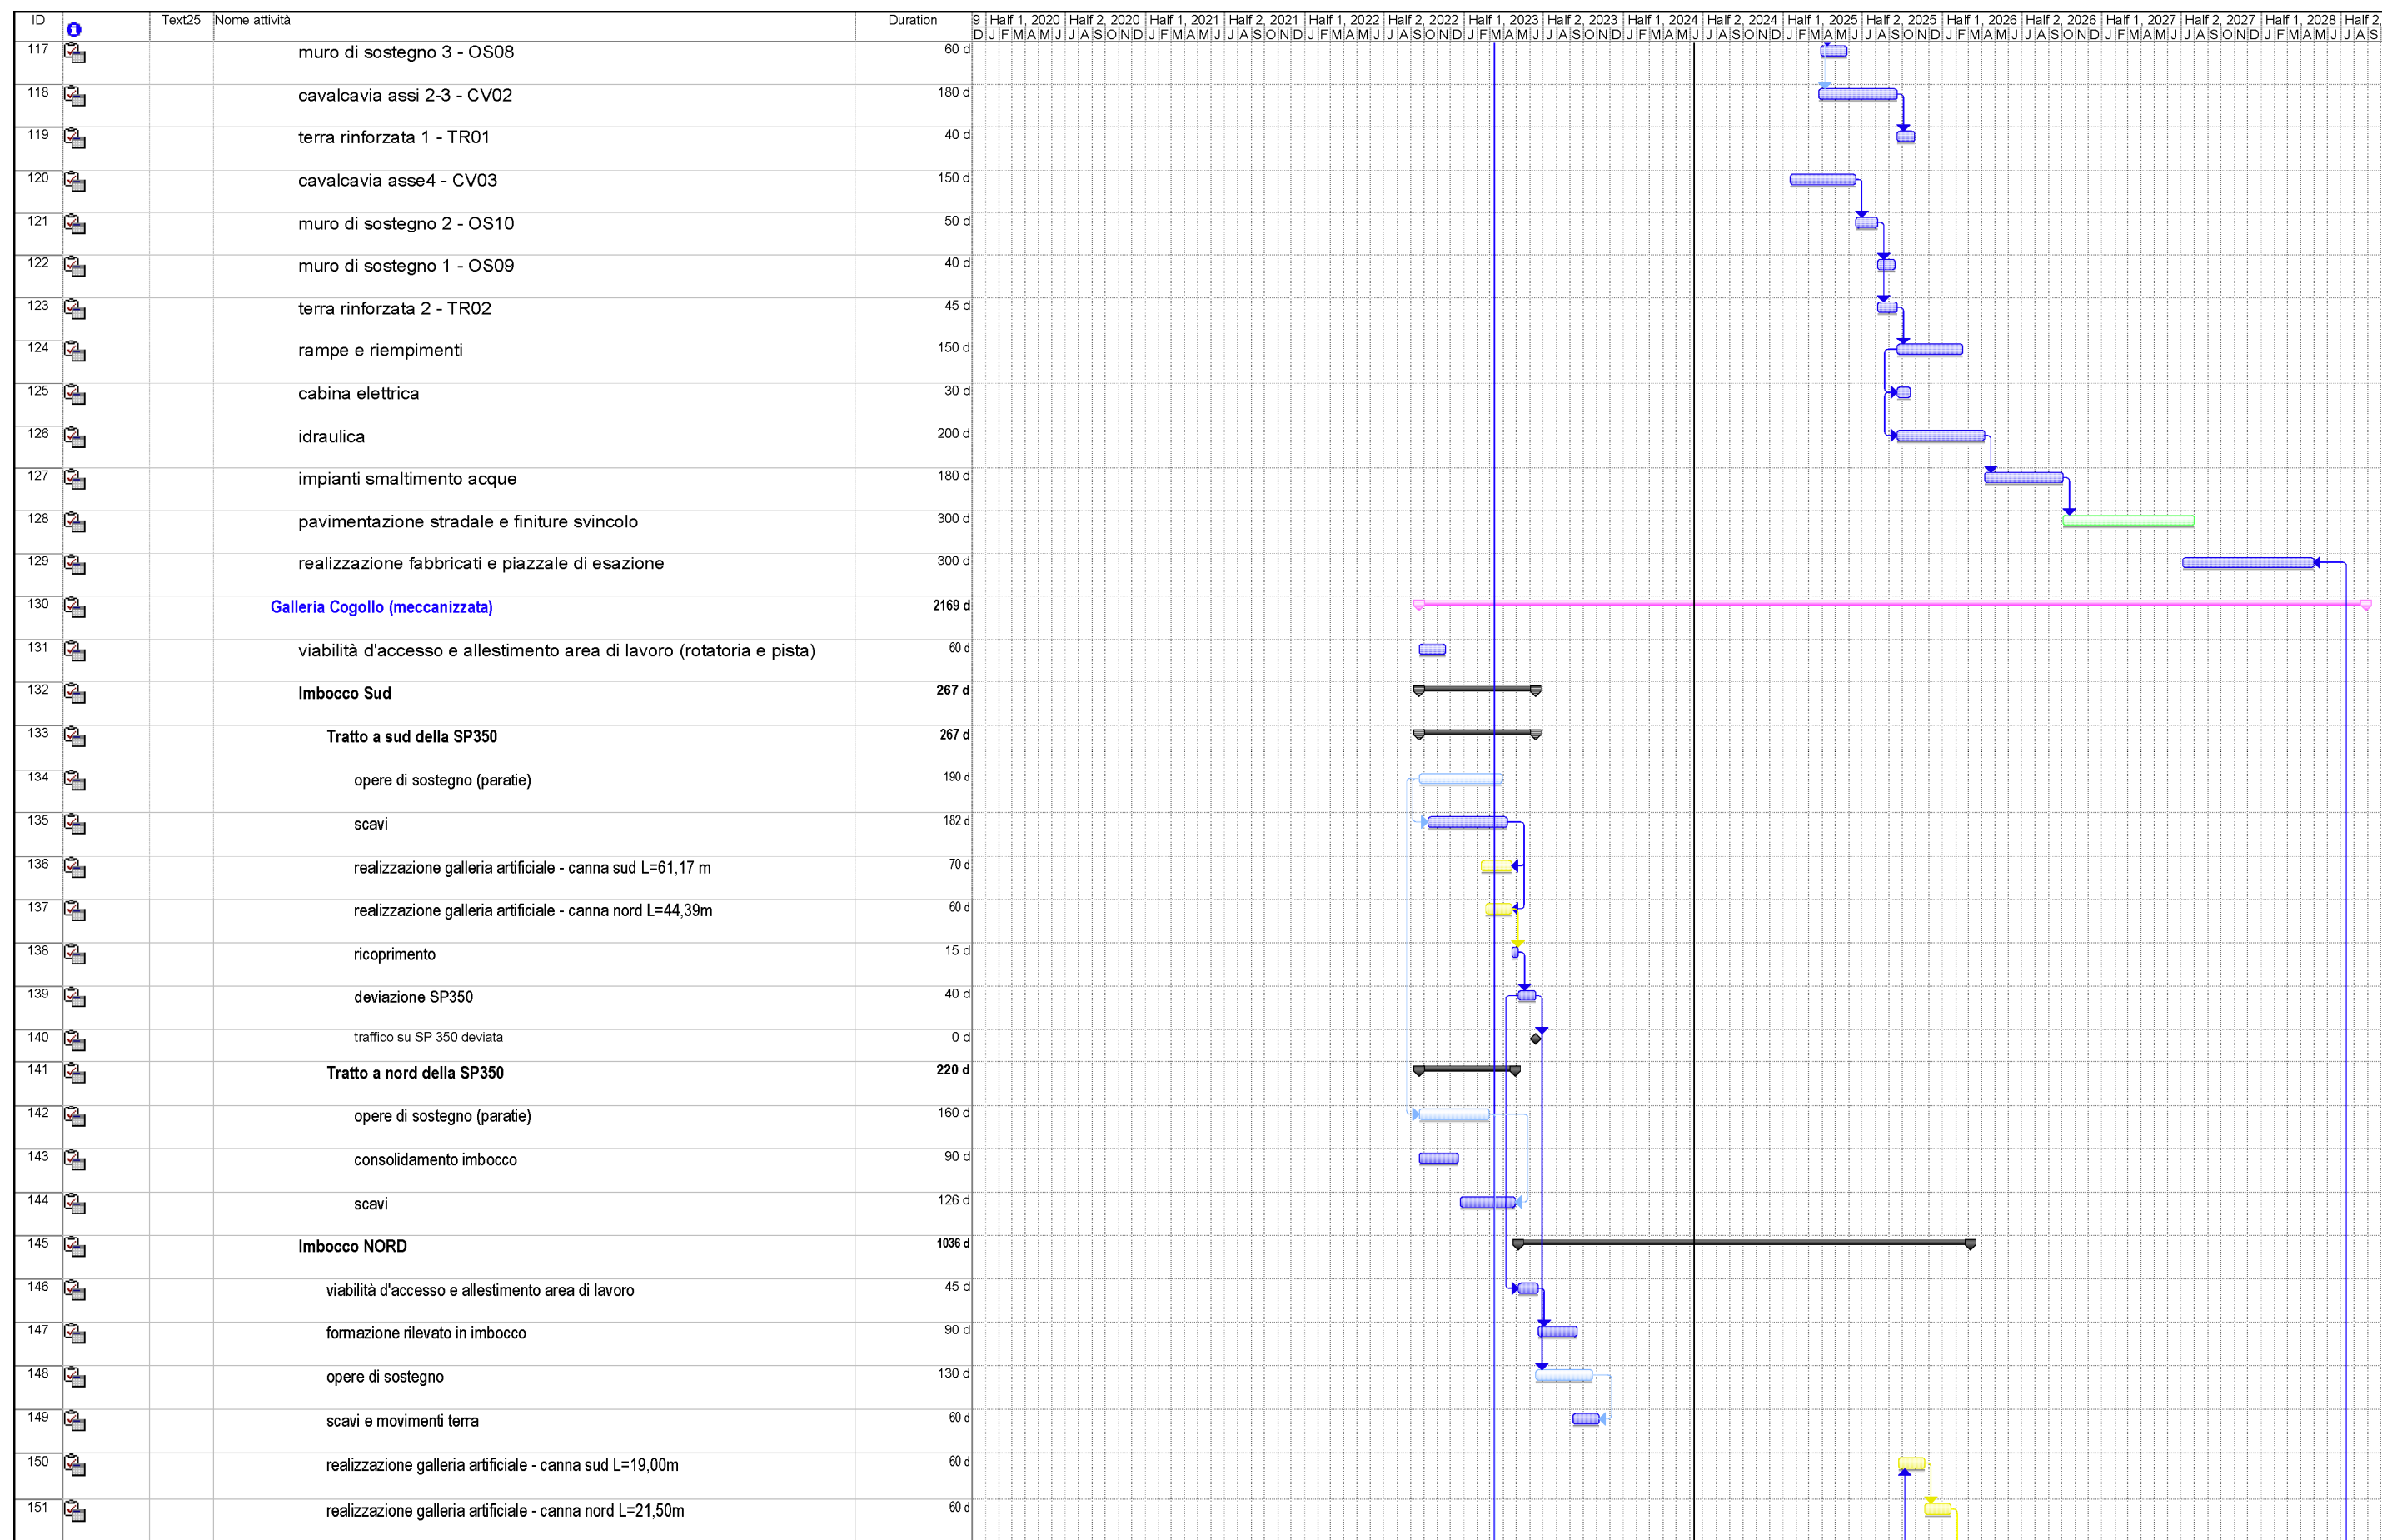 ID Text25 Nome attività Duration 9 Half 1, 2020 Half 2, 2020 Half 1, 2021 Half 2, 2021 Half 1, 2022 Half 2, 2022 Half 1, 2023 Half 2, 2023 Half 1, 2024 Half 2, 2024 Half 1, 2025 Half 2, 2025 Half 1, 2026 Half 2, 2026 Half 1, 2027 Half 2, 2027 Half 1, 2028 Half 2,
D J F M A M J J A S O N D J F M A M J J A S O N D J F M A M J J A S O N D J F M A M J J A S O N D J F M A M J J A S O N D J F M A M J J A S O N D J F M A M J J A S O N D J F M A M J J A S O N D J F M A M J J A S
117 muro di sostegno 3 - OS08 60 d
118 cavalcavia assi 2-3 - CV02 180 d
119 terra rinforzata 1 - TR01 40 d
120 cavalcavia asse4 - CV03 150 d
121 muro di sostegno 2 - OS10 50 d
122 muro di sostegno 1 - OS09 40 d
123 terra rinforzata 2 - TR02 45 d
124 rampe e riempimenti 150 d
125 cabina elettrica 30 d
126 idraulica 200 d
127 impianti smaltimento acque 180 d
128 pavimentazione stradale e finiture svincolo 300 d
129 realizzazione fabbricati e piazzale di esazione 300 d
130 Galleria Cogollo (meccanizzata) 2169 d
131 viabilità d'accesso e allestimento area di lavoro (rotatoria e pista) 60 d
132 Imbocco Sud 267 d
133 Tratto a sud della SP350 267 d
134 opere di sostegno (paratie) 190 d
135 scavi 182 d
136 realizzazione galleria artificiale - canna sud L=61,17 m 70 d
137 realizzazione galleria artificiale - canna nord L=44,39m 60 d
138 ricoprimento 15 d
139 deviazione SP350 40 d
140 traffico su SP 350 deviata 0 d
141 Tratto a nord della SP350 220 d
142 opere di sostegno (paratie) 160 d
143 consolidamento imbocco 90 d
144 scavi 126 d
145 Imbocco NORD 1036 d
146 viabilità d'accesso e allestimento area di lavoro 45 d
147 formazione rilevato in imbocco 90 d
148 opere di sostegno 130 d
149 scavi e movimenti terra 60 d
150 realizzazione galleria artificiale - canna sud L=19,00m 60 d
151 realizzazione galleria artificiale - canna nord L=21,50m 60 d